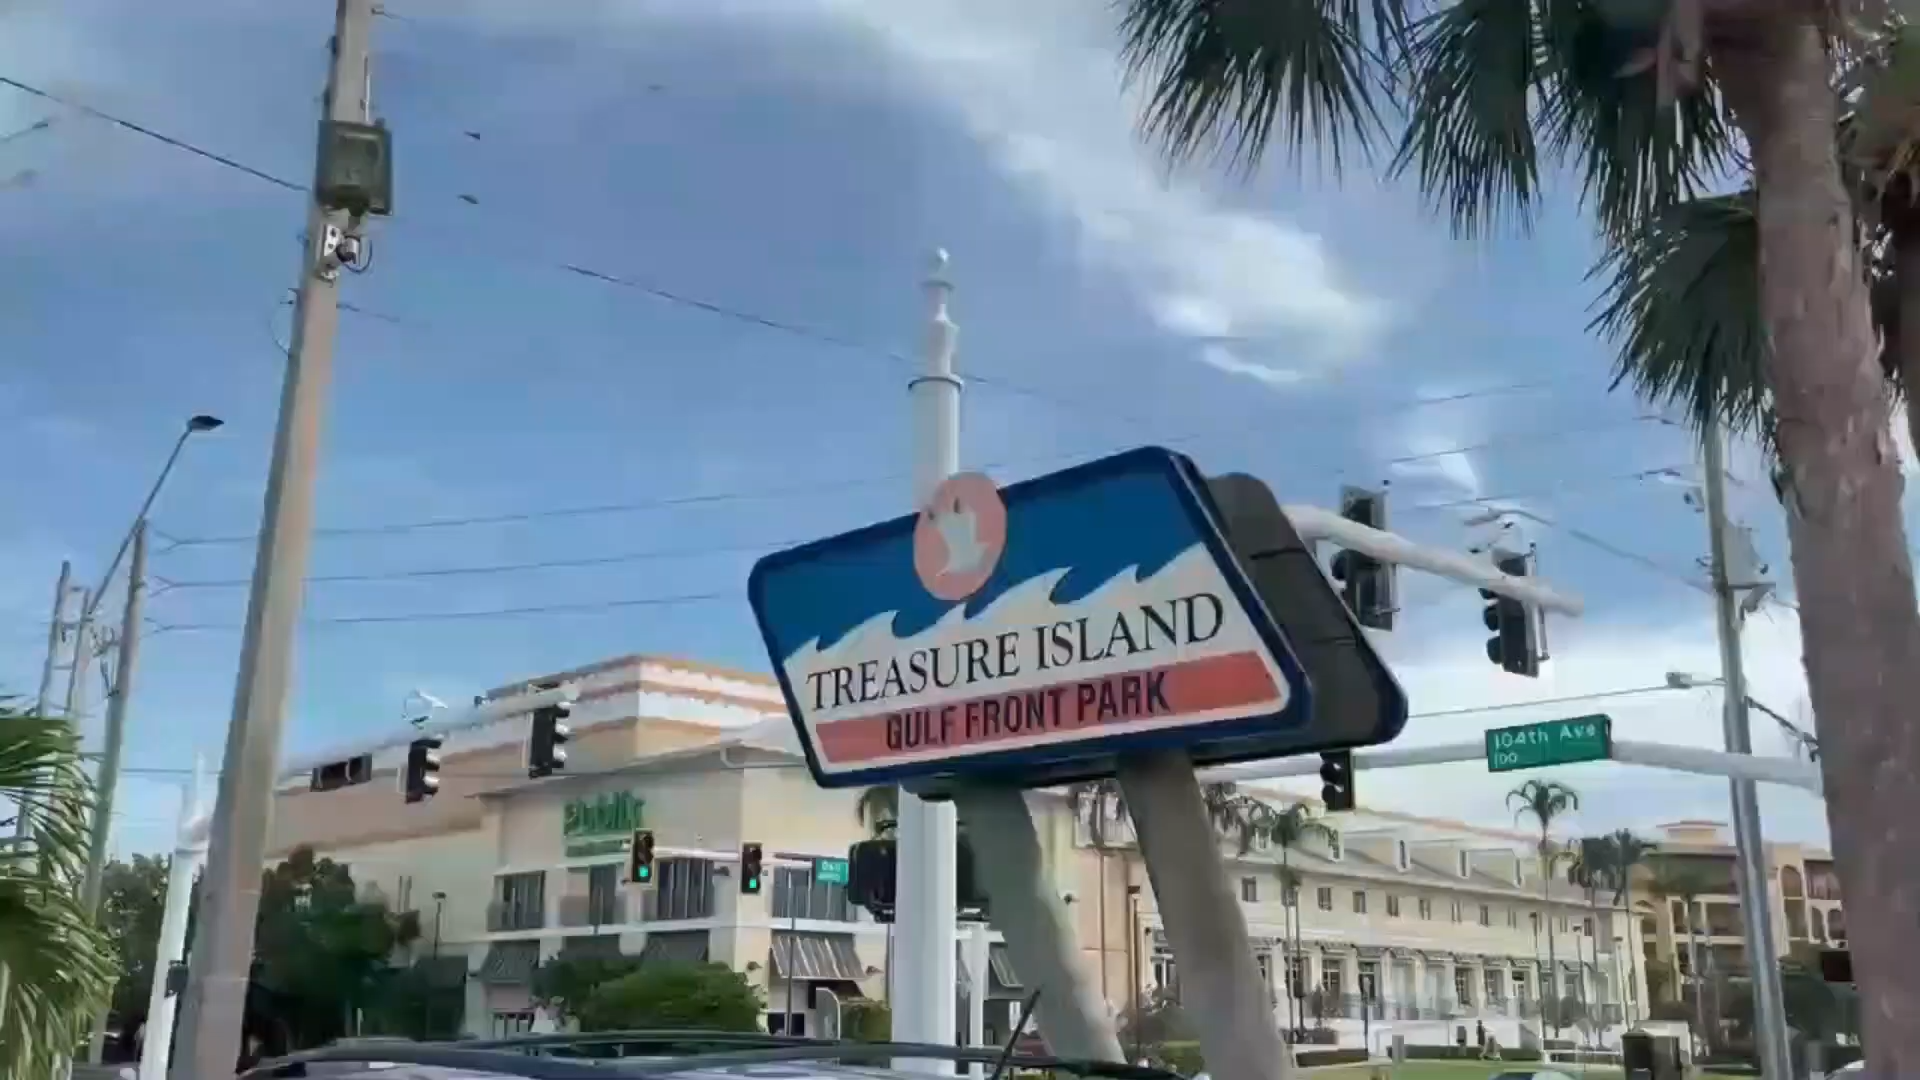 TREASURE ISLAND
GULF FRONT PARK
104th Ave
100
Publix